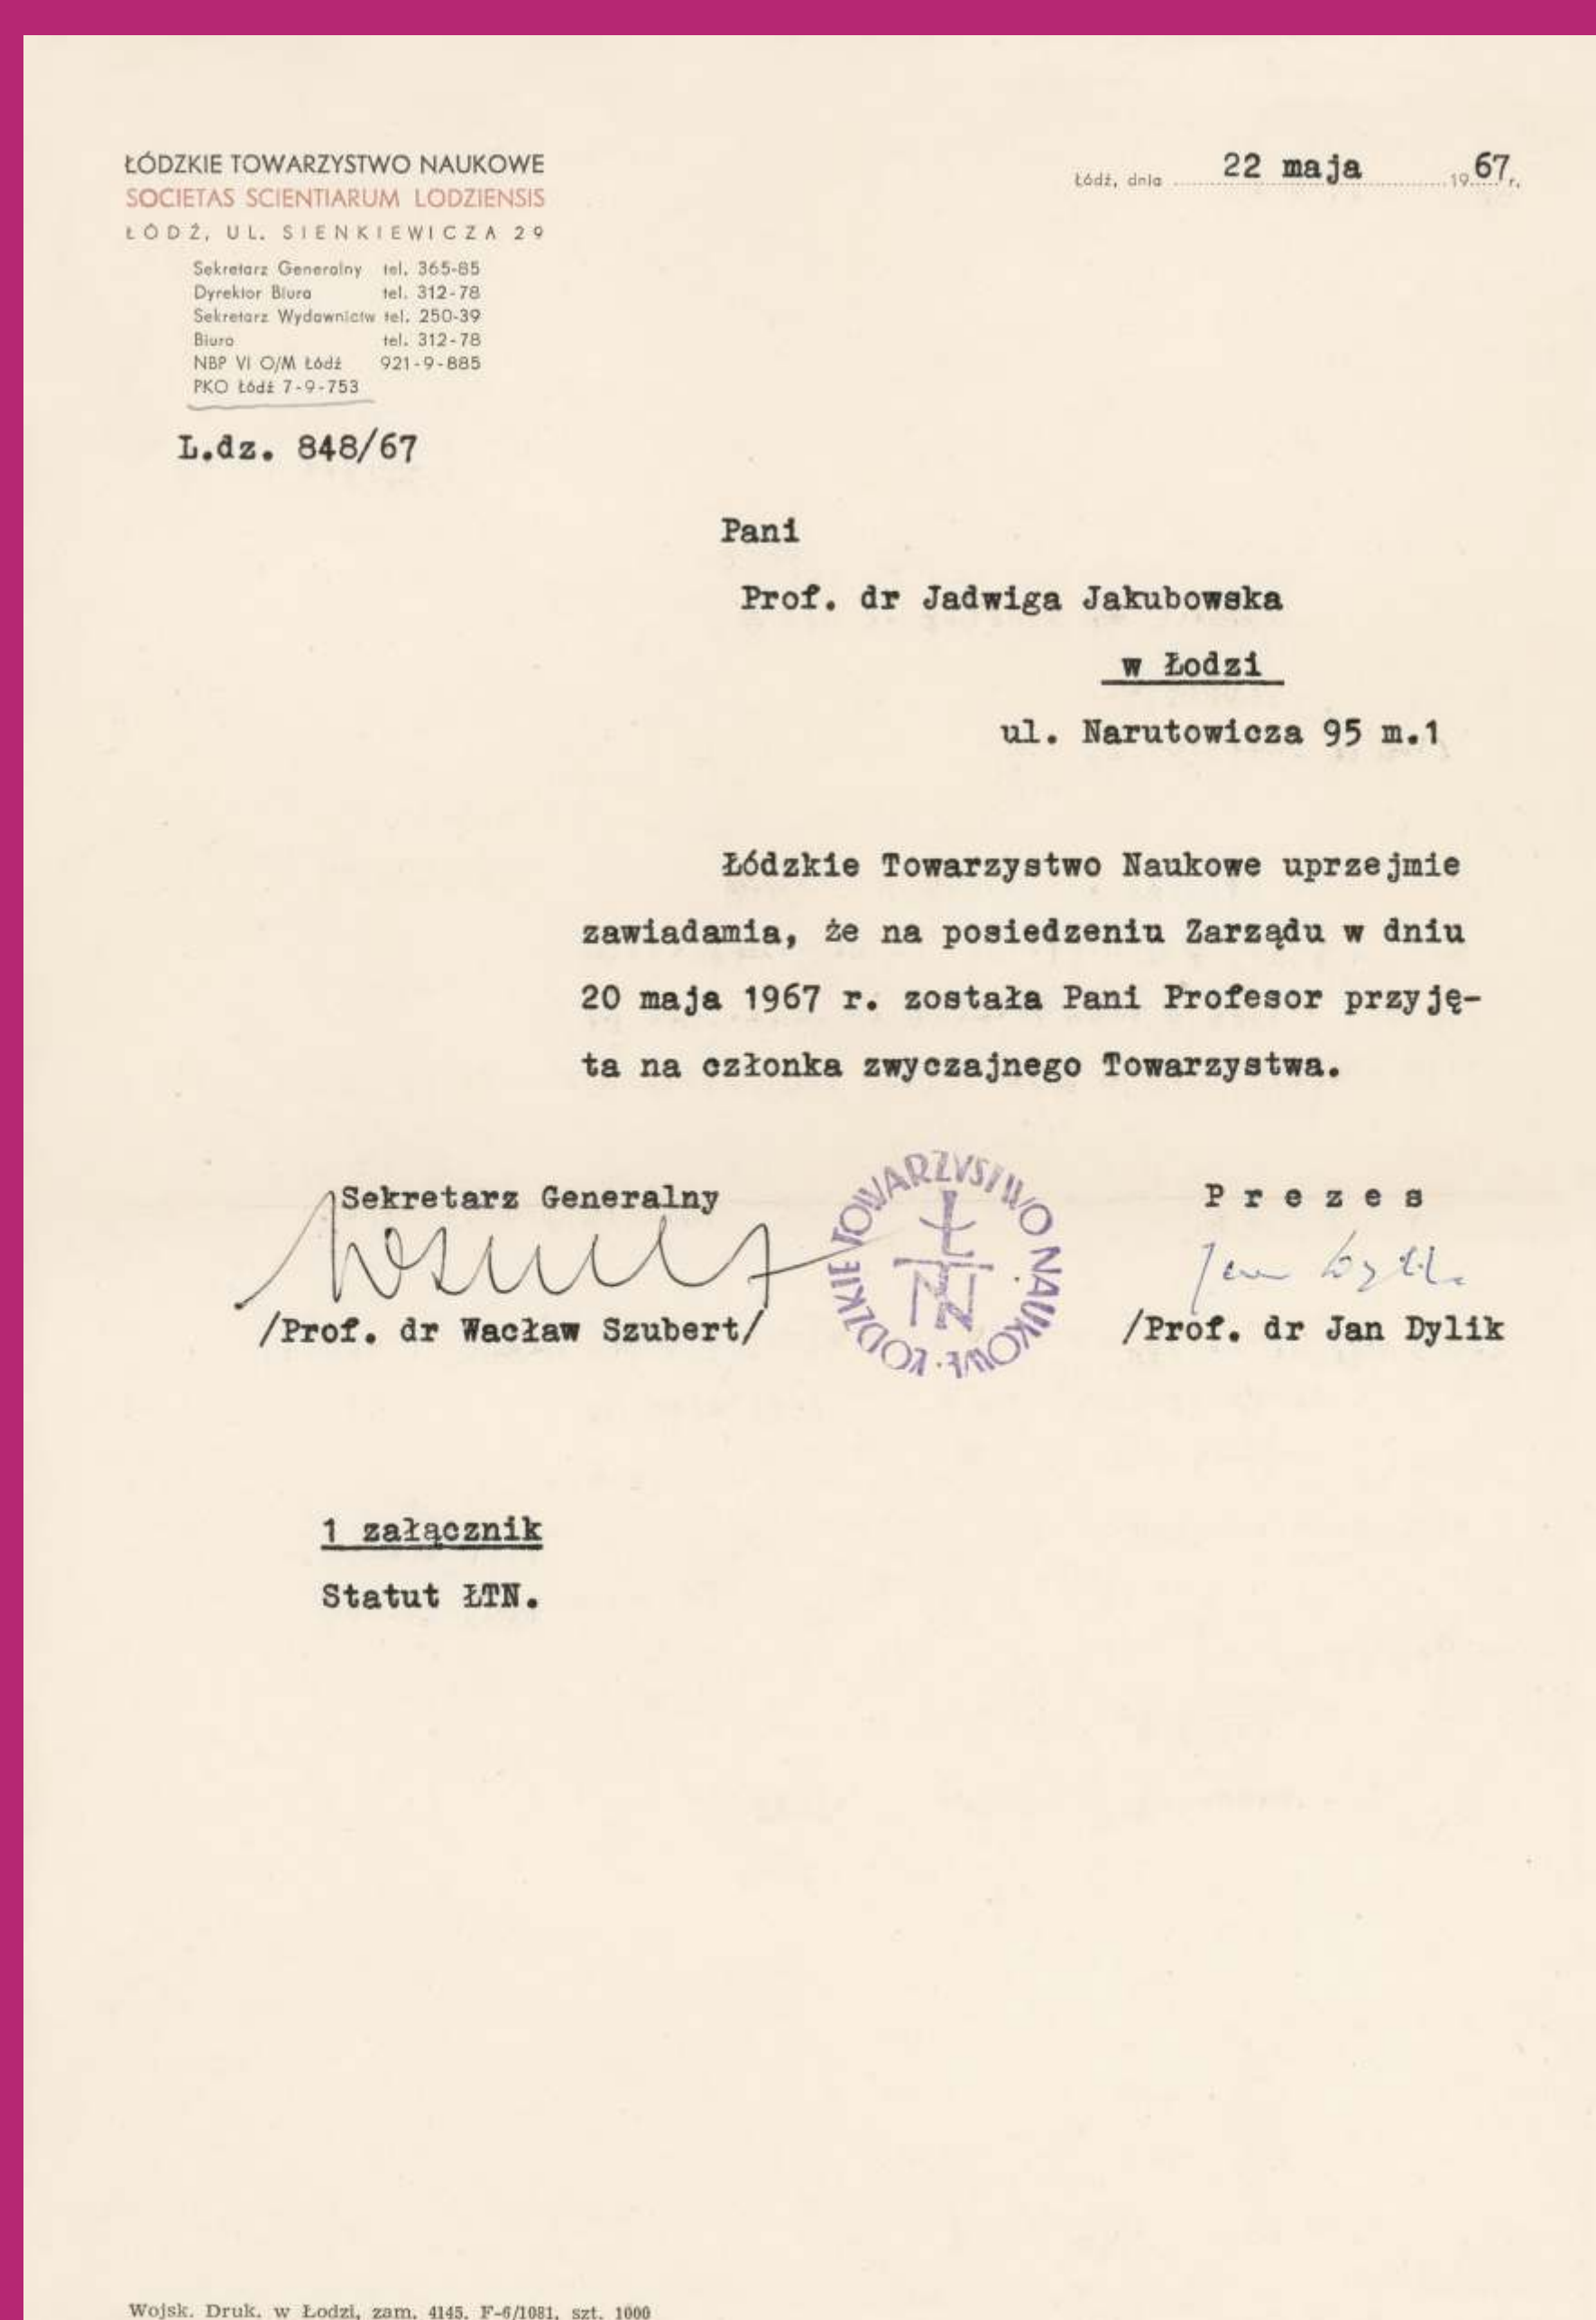 ŁÓDZKIE TOWARZYSTWO NAUKOWE
SOCIETAS SCIENTIARUM LODZIENSIS
ŁÓDŹ, UL. SIENKIEWICZA 29
Sekretarz Generalny tel. 365-85
Dyrektor Biura tel. 312-78
Sekretarz Wydawnictw tel. 250-39
Biuro tel. 312-78
NBP VI O/M Łódź 921-9-885
PKO Łódź 7-9-753
Łódź, dnia 22 maja 1967 r.
L.dz. 848/67
Pani
Prof. dr Jadwiga Jakubowska
w Łodzi
ul. Narutowicza 95 m.1
Łódzkie Towarzystwo Naukowe uprzejmie
zawiadamia, że na posiedzeniu Zarządu w dniu
20 maja 1967 r. została Pani Profesor przyję-
ta na członka zwyczajnego Towarzystwa.
Sekretarz Generalny
/Prof. dr Wacław Szubert/
ŁÓDZKIE TOWARZYSTWO NAUKOWE
ŁTN
Prezes
Jan Dylik
/Prof. dr Jan Dylik
1 załącznik
Statut ŁTN.
Wojsk. Druk. w Łodzi, zam. 4145, F-6/1081, szt. 1000